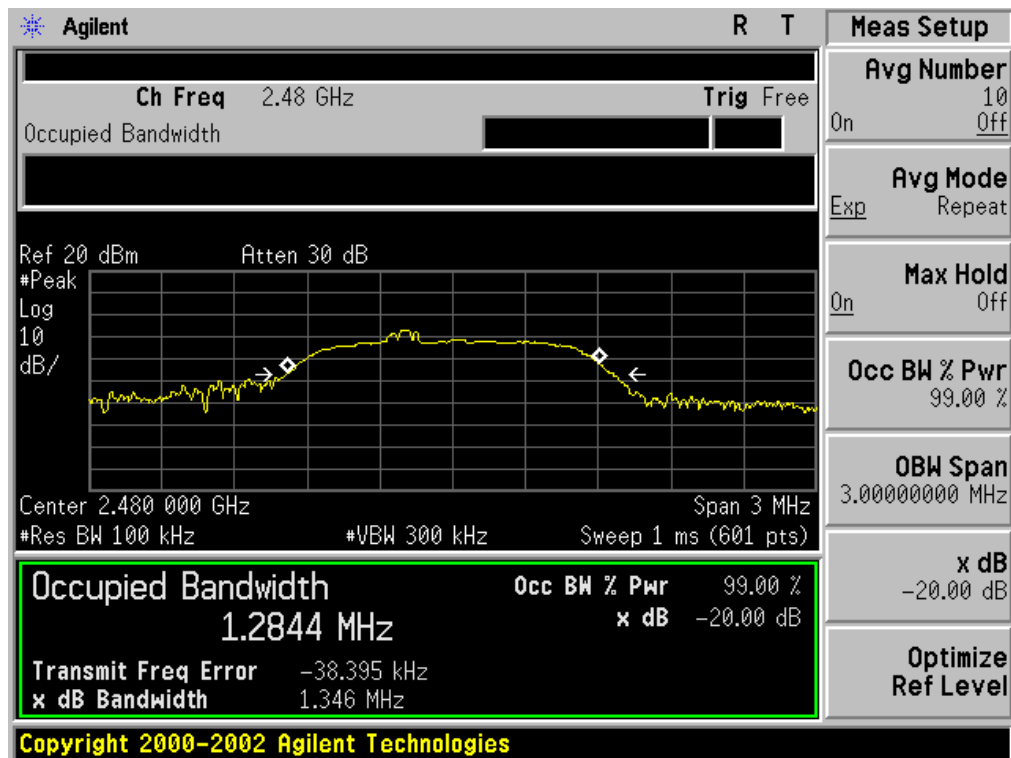 Agilent R T Meas Setup
Ch Freq 2.48 GHz Trig Free
Occupied Bandwidth
Ref 20 dBm Atten 30 dB
#Peak
Log
10
dB/
Center 2.480 000 GHz Span 3 MHz
#Res BW 100 kHz #VBW 300 kHz Sweep 1 ms (601 pts)
Occupied Bandwidth Occ BW % Pwr 99.00 %
1.2844 MHz x dB -20.00 dB
Transmit Freq Error -38.395 kHz
x dB Bandwidth 1.346 MHz
Copyright 2000-2002 Agilent Technologies
Avg Number
10
On Off
Avg Mode
Exp Repeat
Max Hold
On Off
Occ BW % Pwr
99.00 %
OBW Span
3.00000000 MHz
x dB
-20.00 dB
Optimize
Ref Level